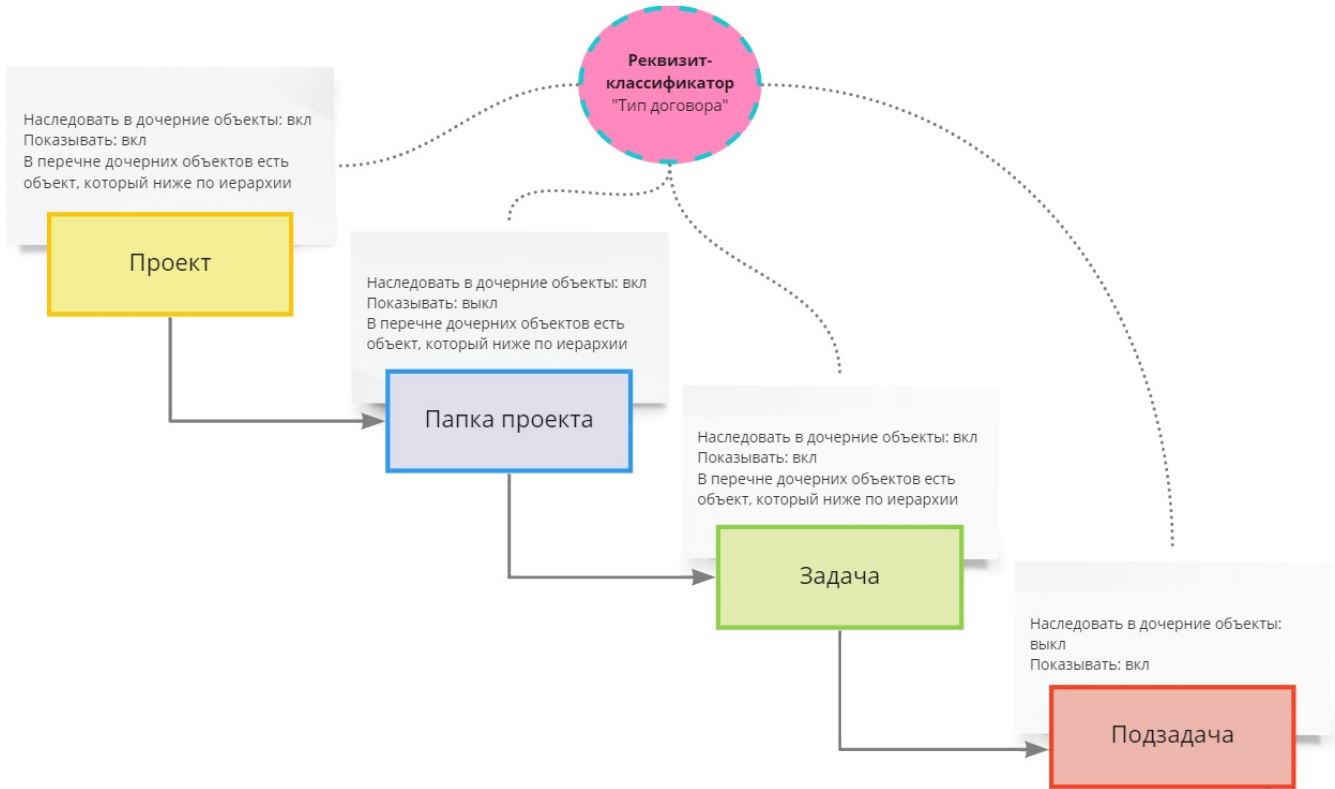 Реквизит-
классификатор
"Тип договора"
Наследовать в дочерние объекты: вкл
Показывать: вкл
В перечне дочерних объектов есть
объект, который ниже по иерархии
Проект
Наследовать в дочерние объекты: вкл
Показывать: выкл
В перечне дочерних объектов есть
объект, который ниже по иерархии
Папка проекта
Наследовать в дочерние объекты: вкл
Показывать: вкл
В перечне дочерних объектов есть
объект, который ниже по иерархии
Задача
Наследовать в дочерние объекты:
выкл
Показывать: вкл
Подзадача